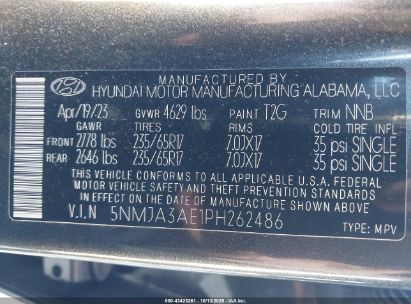 MANUFACTURED BY
HYUNDAI MOTOR MANUFACTURING ALABAMA, LLC
Apr/19/23 GVWR 4629 lbs PAINT T2G TRIM NNB
GAWR TIRES RIMS COLD TIRE INFL.
FRONT 2778 lbs 235/65R17 7.0JX17 35 psi SINGLE
REAR 2646 lbs 235/65R17 7.0JX17 35 psi SINGLE
THIS VEHICLE CONFORMS TO ALL APPLICABLE U.S.
FEDERAL MOTOR VEHICLE SAFETY AND THEFT PREVENTION STANDARDS
IN EFFECT ON THE DATE OF MANUFACTURE SHOWN ABOVE.
V.I.N 5NMJA3AE1PH262486 TYPE: MPV